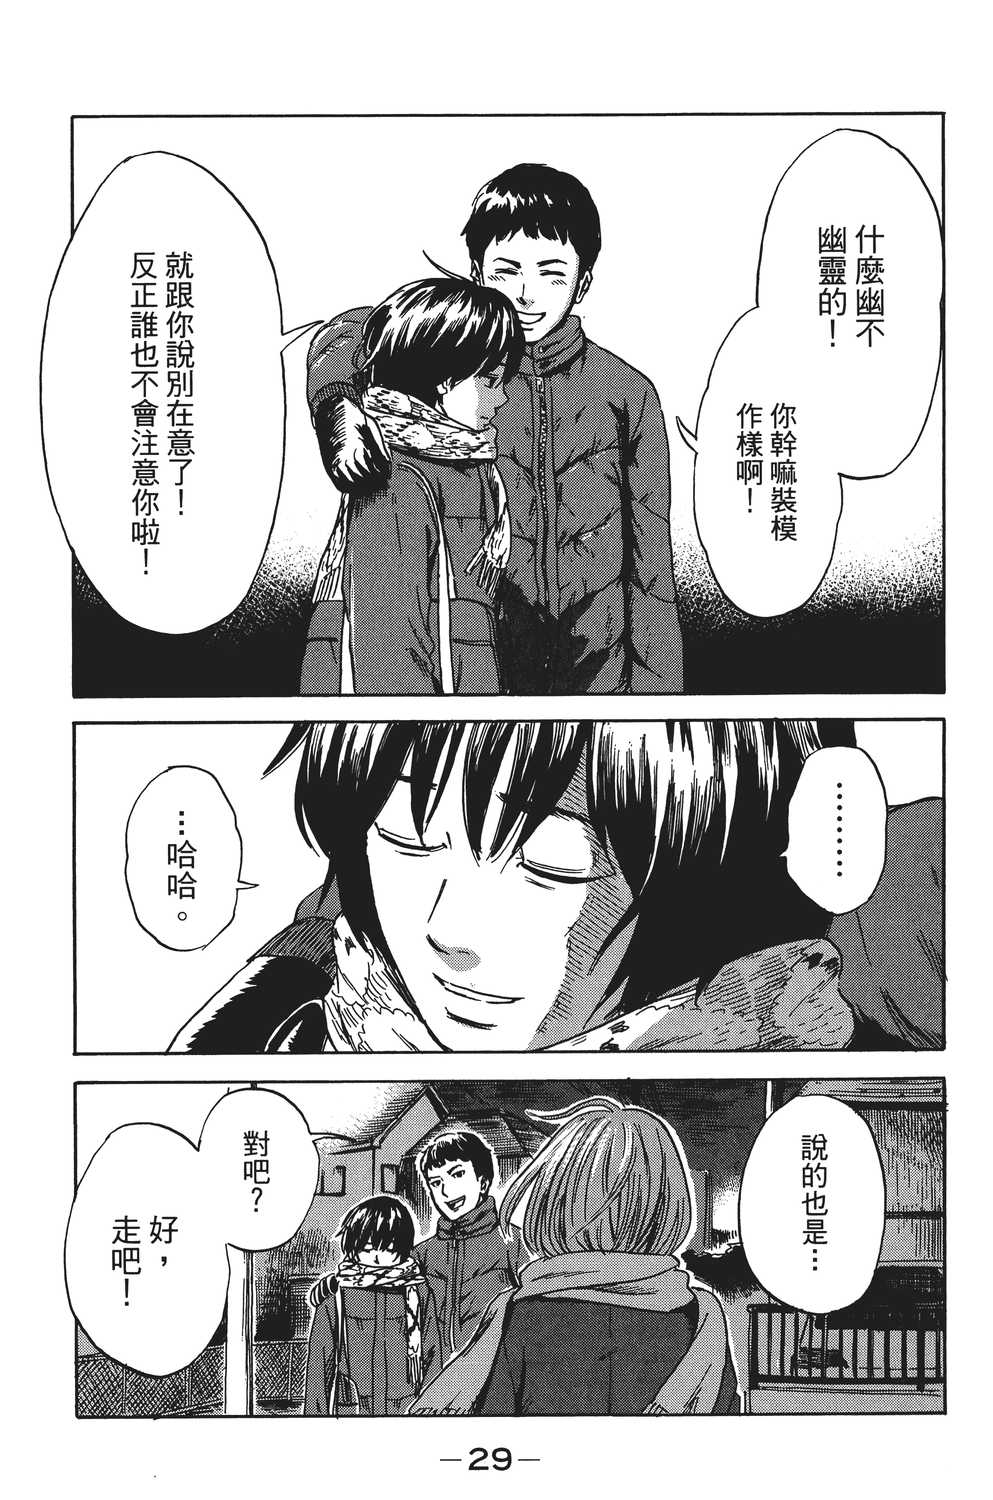 什麼幽不
幽靈的！
你幹嘛裝模
作樣啊！
就跟你說別在意了！
反正誰也不會注意你啦！
………
…哈哈。
說的也是…
對吧？
好，
走吧！
—29—